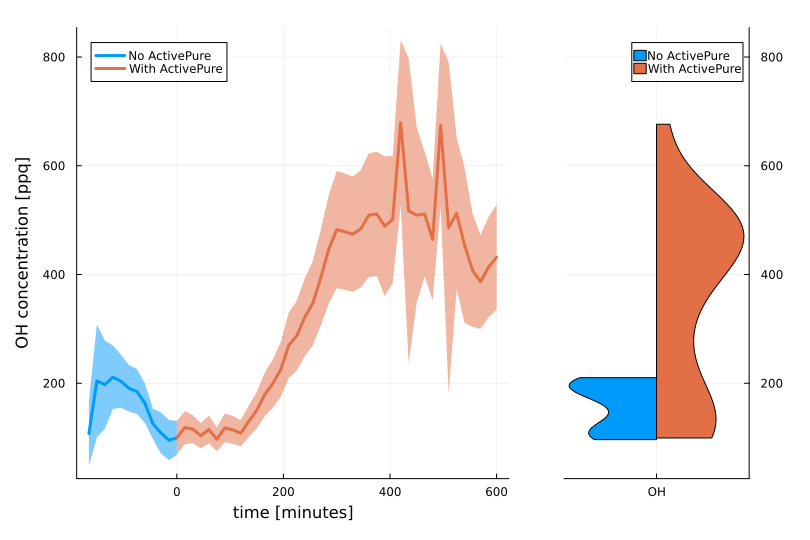 No ActivePure
With ActivePure
800
600
400
200
OH concentration [ppq]
0
200
400
600
time [minutes]
No ActivePure
With ActivePure
800
600
400
200
OH